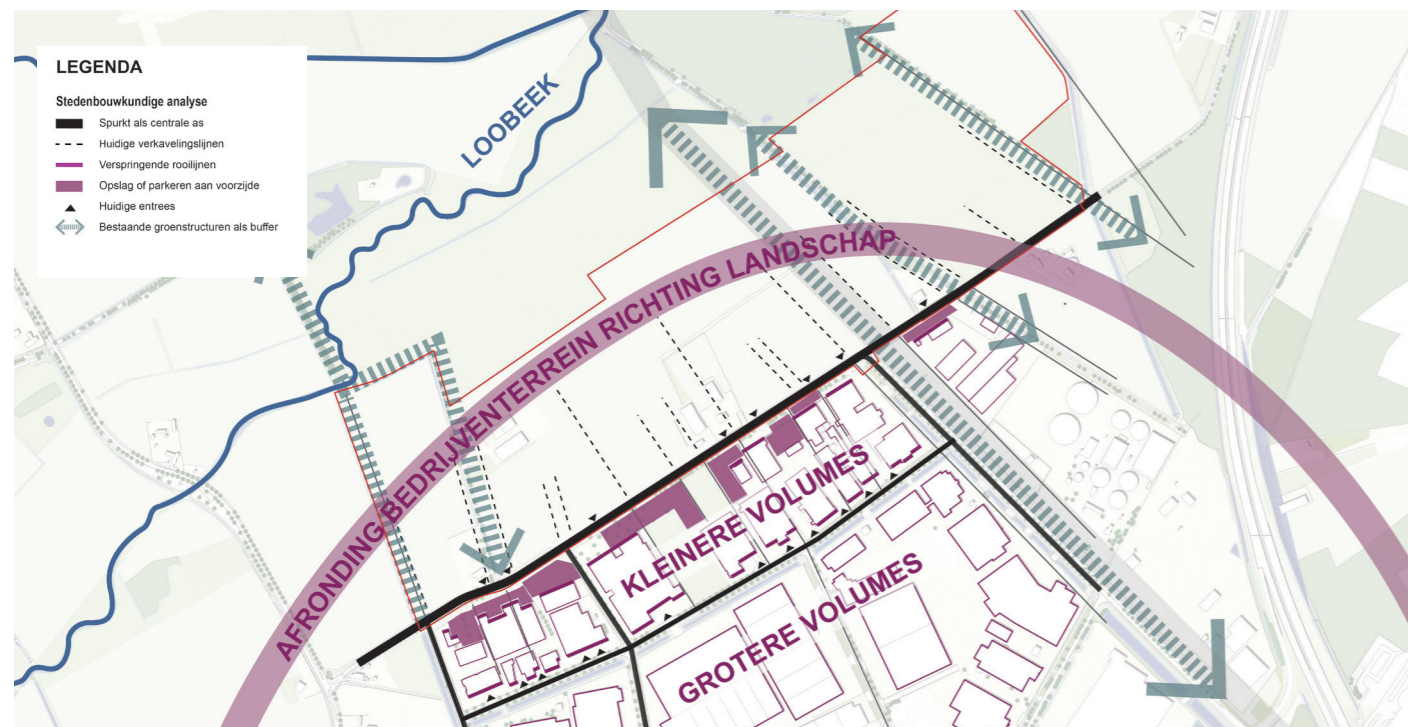 LEGENDA
Stedenbouwkundige analyse
Spurkt als centrale as
Huidige verkavelingslijnen
Verspringende rooilijnen
Opslag of parkeren aan voorzijde
Huidige entrees
Bestaande groenstructuren als buffer
LOOBEEK
AFRONDING BEDRIJVENTERREIN RICHTING LANDSCHAP
KLEINERE VOLUMES
GROTERE VOLUMES